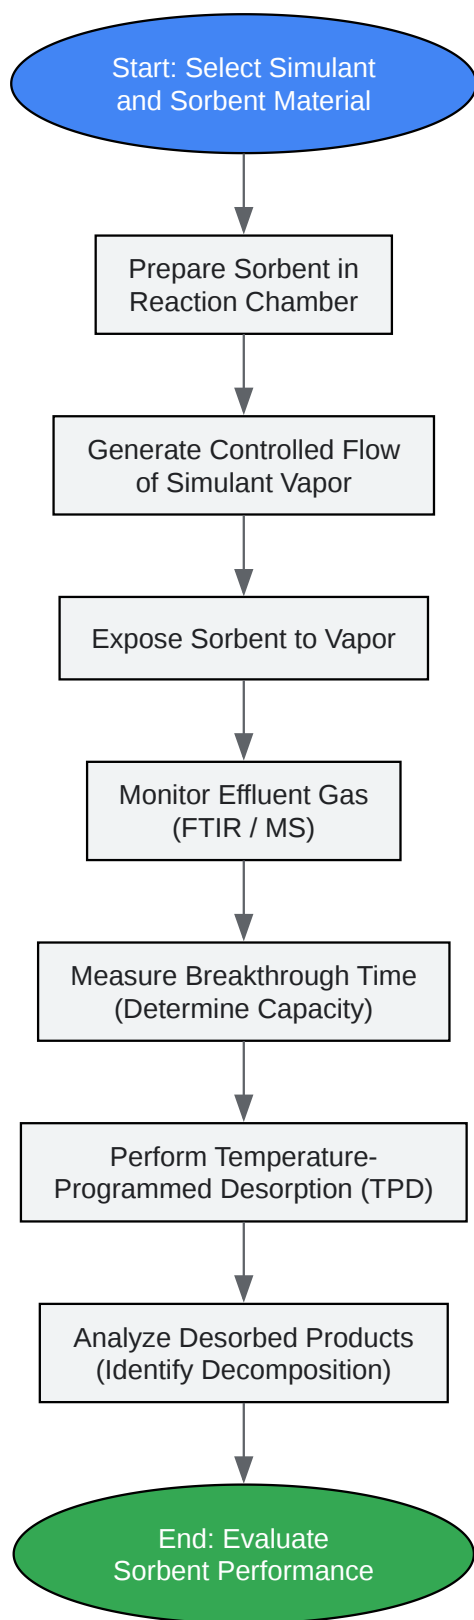 Start: Select Simulant
and Sorbent Material
Prepare Sorbent in
Reaction Chamber
Generate Controlled Flow
of Simulant Vapor
Expose Sorbent to Vapor
Monitor Effluent Gas
(FTIR / MS)
Measure Breakthrough Time
(Determine Capacity)
Perform Temperature-
Programmed Desorption (TPD)
Analyze Desorbed Products
(Identify Decomposition)
End: Evaluate
Sorbent Performance